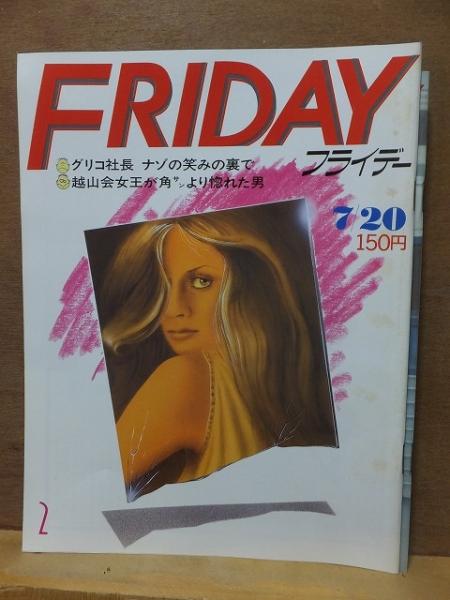 FRIDAY
フライデー
グリコ社長 ナゾの笑みの裏で
越山会女王が角サンより惚れた男
7/20
150円
2